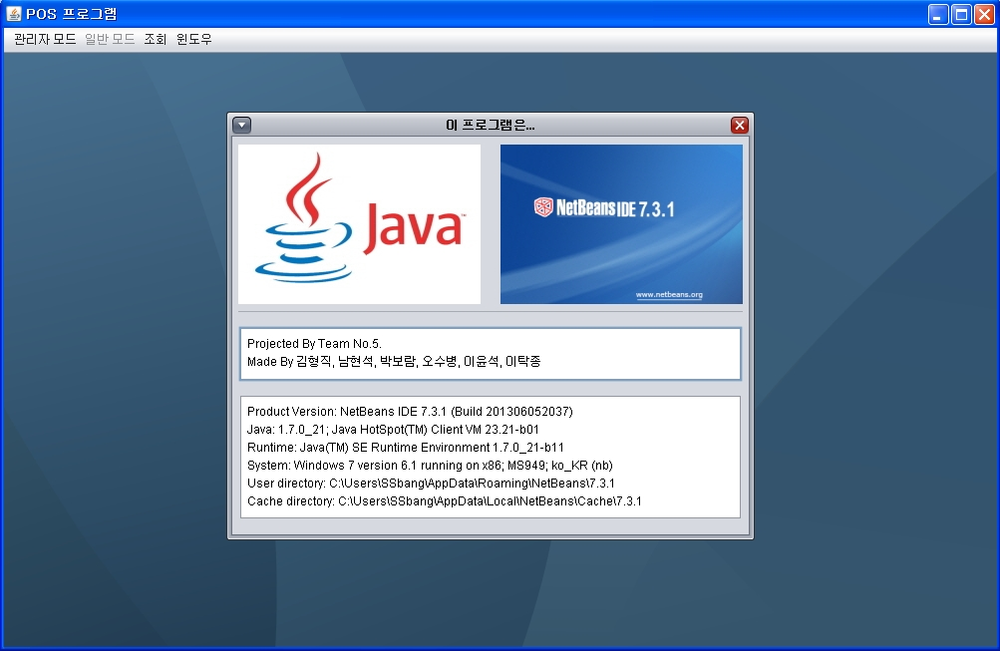 POS 프로그램
관리자 모드 일반 모드 조회 윈도우
이 프로그램은...
Java™
NetBeans IDE 7.3.1
www.netbeans.org
Projected By Team No.5.
Made By 김형직, 남현석, 박보람, 오수병, 이윤석, 이탁종
Product Version: NetBeans IDE 7.3.1 (Build 201306052037)
Java: 1.7.0_21; Java HotSpot(TM) Client VM 23.21-b01
Runtime: Java(TM) SE Runtime Environment 1.7.0_21-b11
System: Windows 7 version 6.1 running on x86; MS949; ko_KR (nb)
User directory: C:\Users\SSbang\AppData\Roaming\NetBeans\7.3.1
Cache directory: C:\Users\SSbang\AppData\Local\NetBeans\Cache\7.3.1